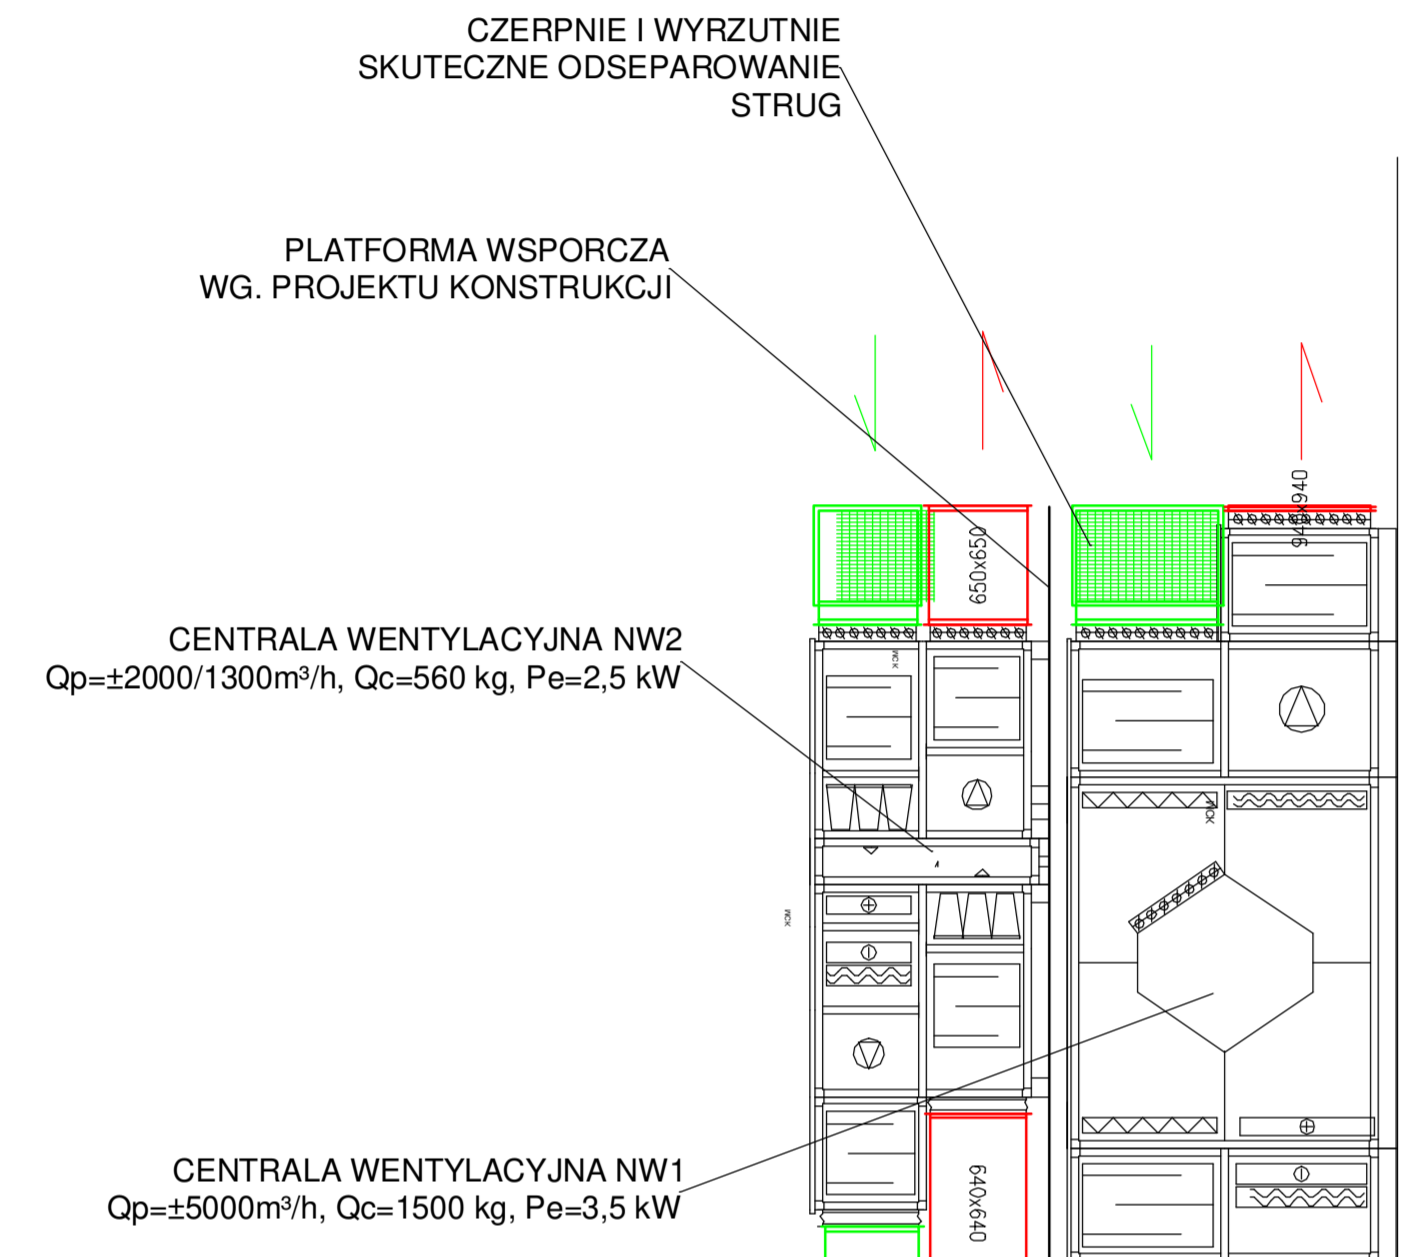 CZERPNIE I WYRZUTNIE
SKUTECZNE ODSEPAROWANIE
STRUG
PLATFORMA WSPORCZA
WG. PROJEKTU KONSTRUKCJI
940x940
650x650
CENTRALA WENTYLACYJNA NW2
Qp=±2000/1300m³/h, Qc=560 kg, Pe=2,5 kW
CENTRALA WENTYLACYJNA NW1
Qp=±5000m³/h, Qc=1500 kg, Pe=3,5 kW
640x640